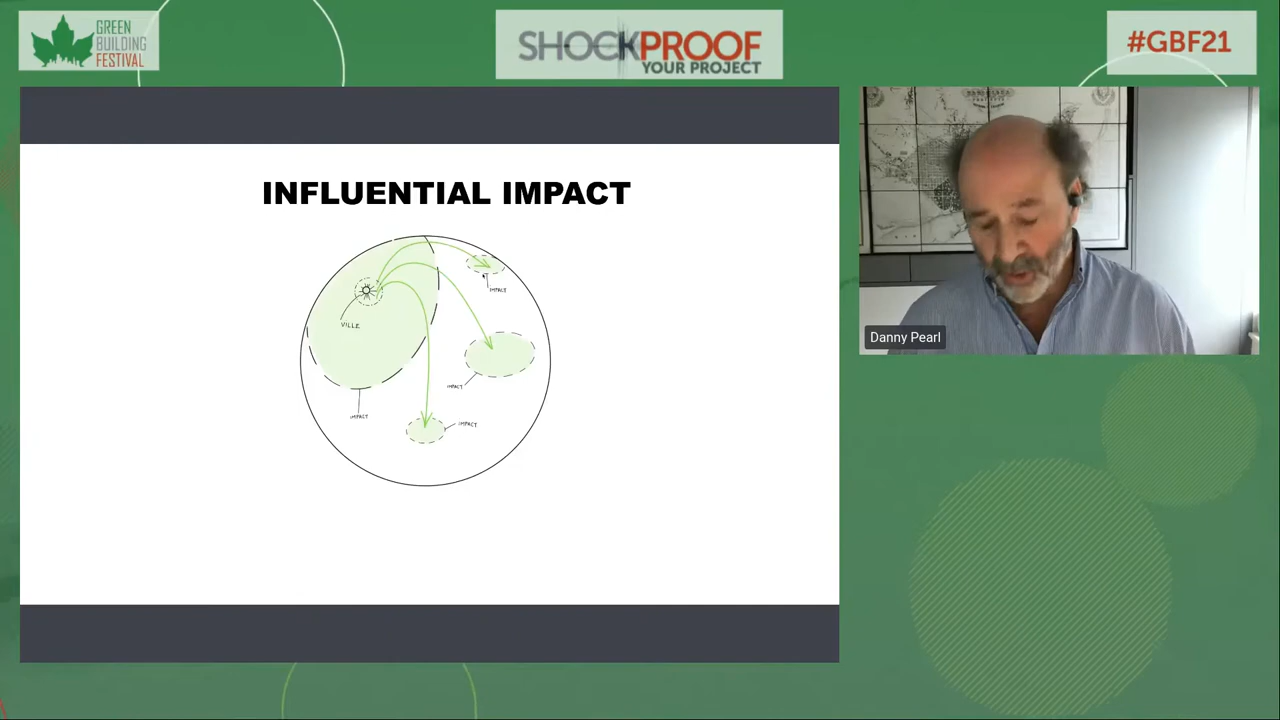 GREEN
BUILDING
FESTIVAL
SHOCKPROOF
YOUR PROJECT
#GBF21
INFLUENTIAL IMPACT
IMPACT
VILLE
IMPACT
IMPACT
IMPACT
Danny Pearl